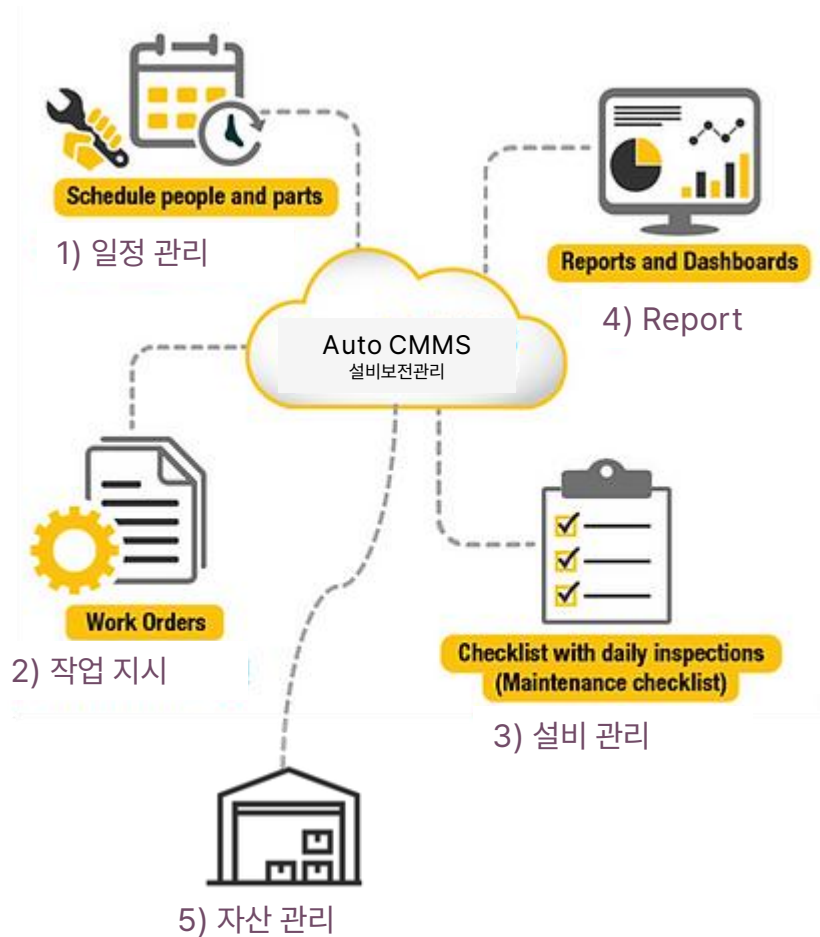 Schedule people and parts
1) 일정 관리
Reports and Dashboards
4) Report
Auto CMMS
설비보전관리
Work Orders
2) 작업 지시
Checklist with daily inspections
(Maintenance checklist)
3) 설비 관리
5) 자산 관리